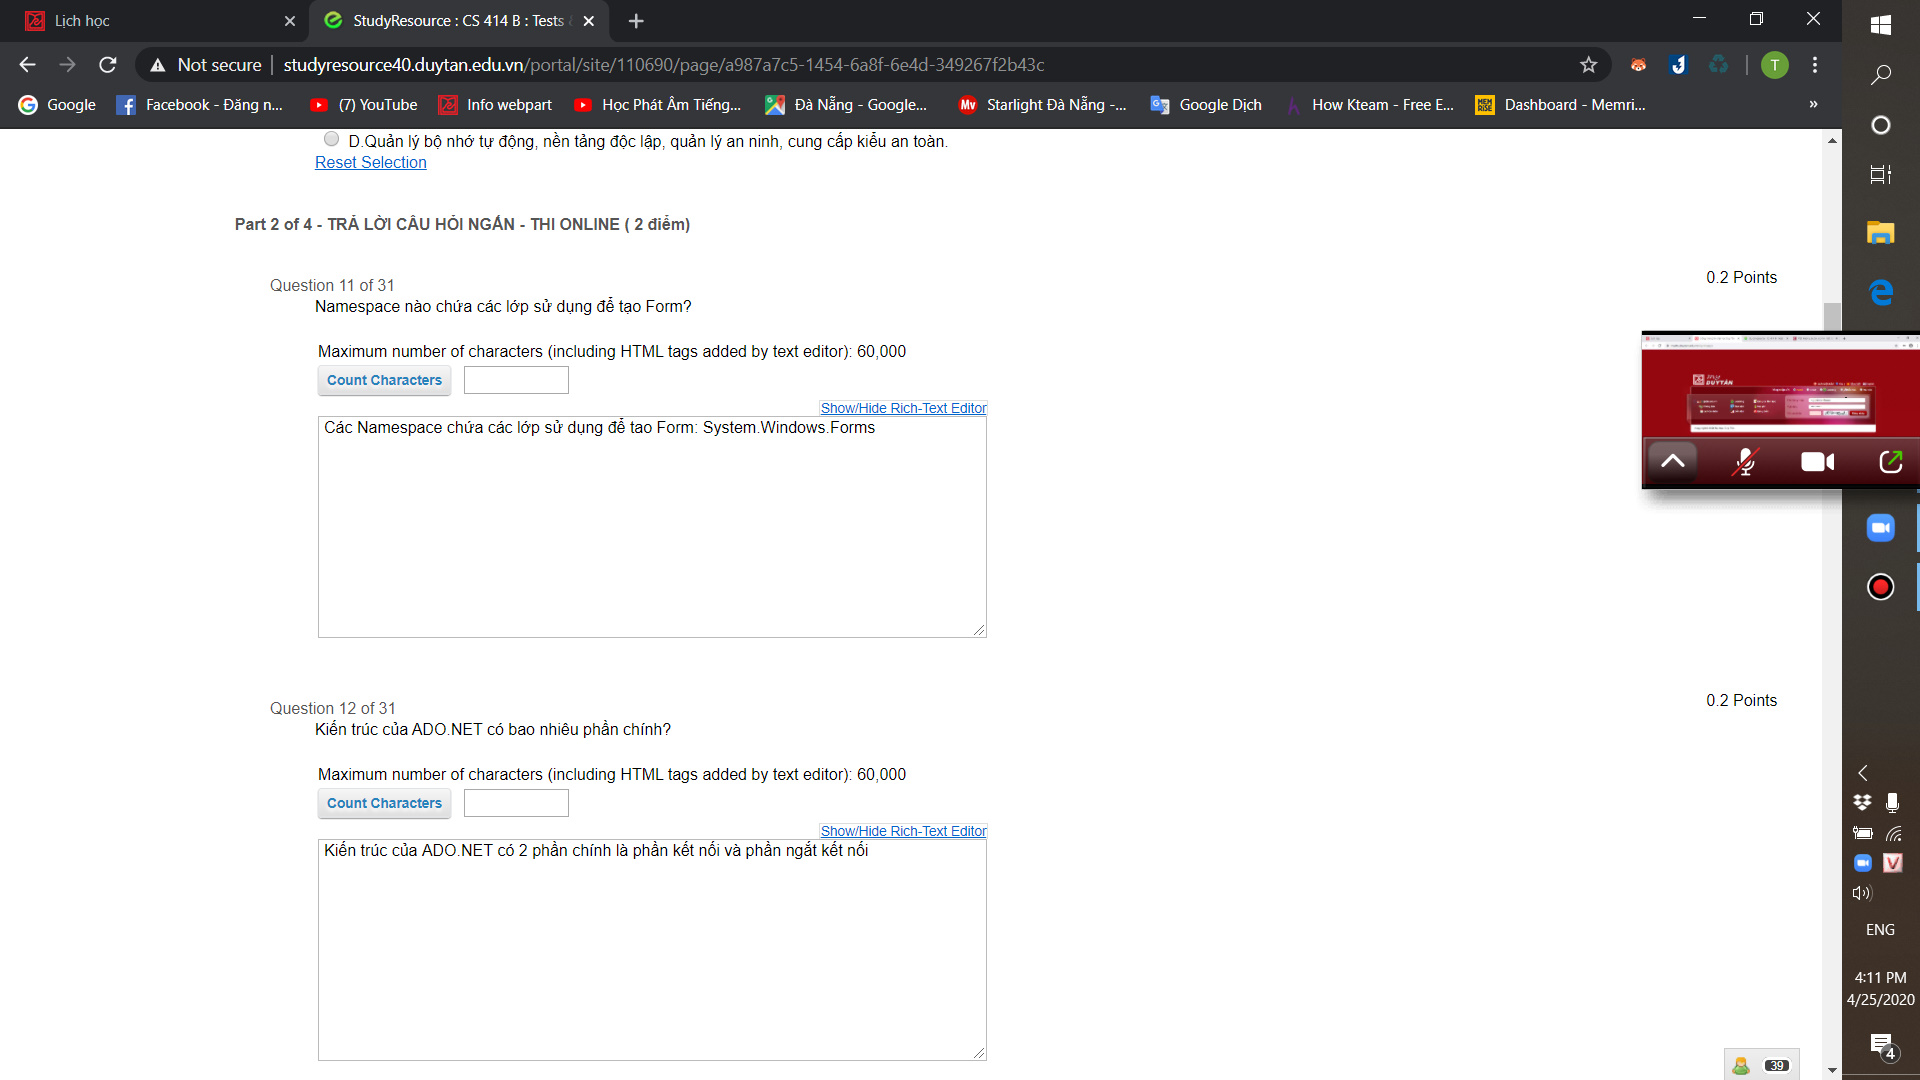 Lịch học
StudyResource : CS 414 B : Tests
Not secure
studyresource40.duytan.edu.vn/portal/site/110690/page/a987a7c5-1454-6a8f-6e4d-349267f2b43c
T
Google
Facebook - Đăng n...
(7) YouTube
Info webpart
Học Phát Âm Tiếng...
Đà Nẵng - Google...
Starlight Đà Nẵng -...
Google Dịch
How Kteam - Free E...
Dashboard - Memri...
»
D.Quản lý bộ nhớ tự động, nền tảng độc lập, quản lý an ninh, cung cấp kiểu an toàn.
Reset Selection
Part 2 of 4 - TRẢ LỜI CÂU HỎI NGẮN - THI ONLINE ( 2 điểm)
Question 11 of 31
0.2 Points
Namespace nào chứa các lớp sử dụng để tạo Form?
Maximum number of characters (including HTML tags added by text editor): 60,000
Count Characters
Show/Hide Rich-Text Editor
Các Namespace chứa các lớp sử dụng để tao Form: System.Windows.Forms
DUYTÂN
Question 12 of 31
0.2 Points
Kiến trúc của ADO.NET có bao nhiêu phần chính?
Maximum number of characters (including HTML tags added by text editor): 60,000
Count Characters
Show/Hide Rich-Text Editor
Kiến trúc của ADO.NET có 2 phần chính là phần kết nối và phần ngắt kết nối
ENG
4:11 PM
4/25/2020
4
39